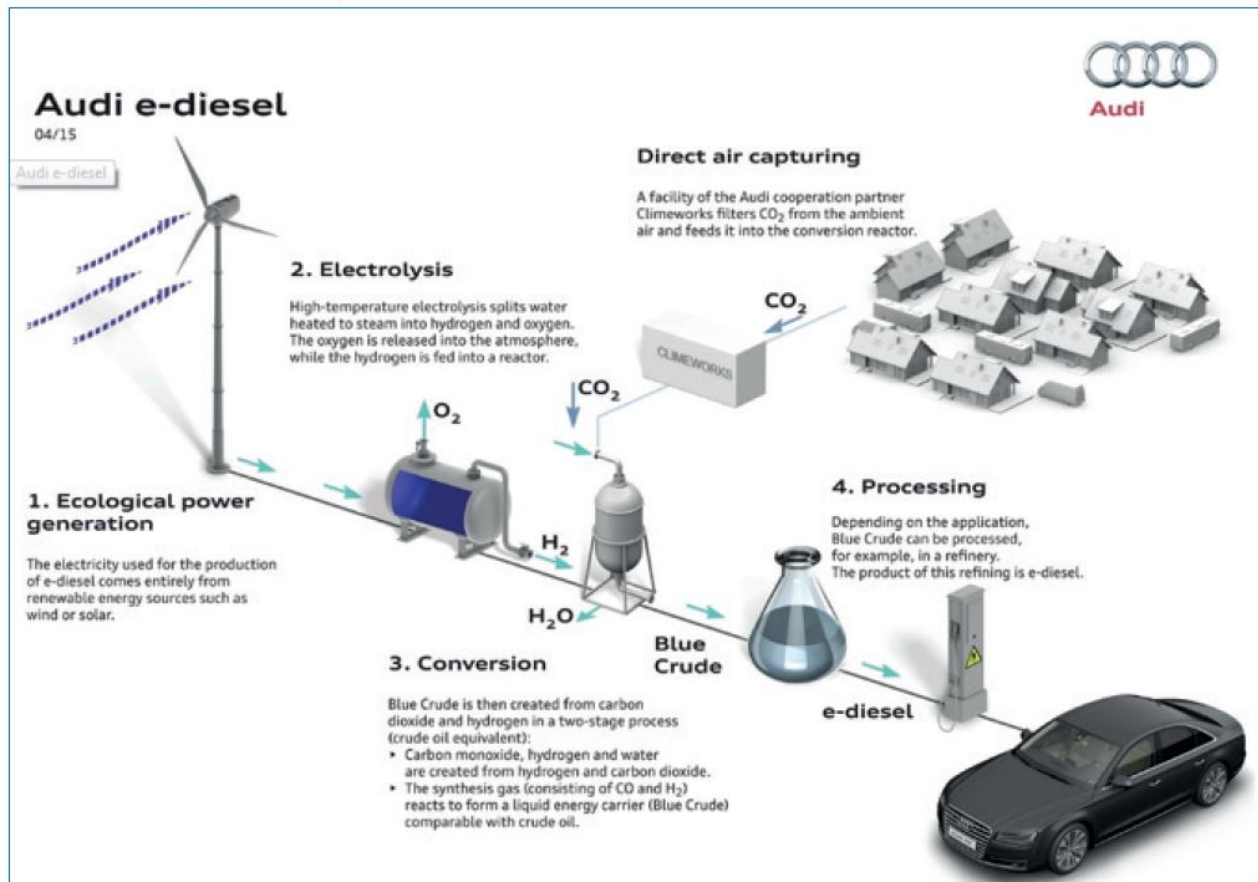 Audi e-diesel
04/15
Audi e-diesel
Audi
Direct air capturing
A facility of the Audi cooperation partner
Climeworks filters CO₂ from the ambient
air and feeds it into the conversion reactor.
2. Electrolysis
High-temperature electrolysis splits water
heated to steam into hydrogen and oxygen.
The oxygen is released into the atmosphere,
while the hydrogen is fed into a reactor.
CO₂
CLIMEWORKS
CO₂
O₂
1. Ecological power
generation
The electricity used for the production
of e-diesel comes entirely from
renewable energy sources such as
wind or solar.
H₂
H₂O
4. Processing
Depending on the application,
Blue Crude can be processed,
for example, in a refinery.
The product of this refining is e-diesel.
3. Conversion
Blue Crude is then created from carbon
dioxide and hydrogen in a two-stage process
(crude oil equivalent):
▸ Carbon monoxide, hydrogen and water
are created from hydrogen and carbon dioxide.
▸ The synthesis gas (consisting of CO and H₂)
reacts to form a liquid energy carrier (Blue Crude)
comparable with crude oil.
Blue
Crude
e-diesel